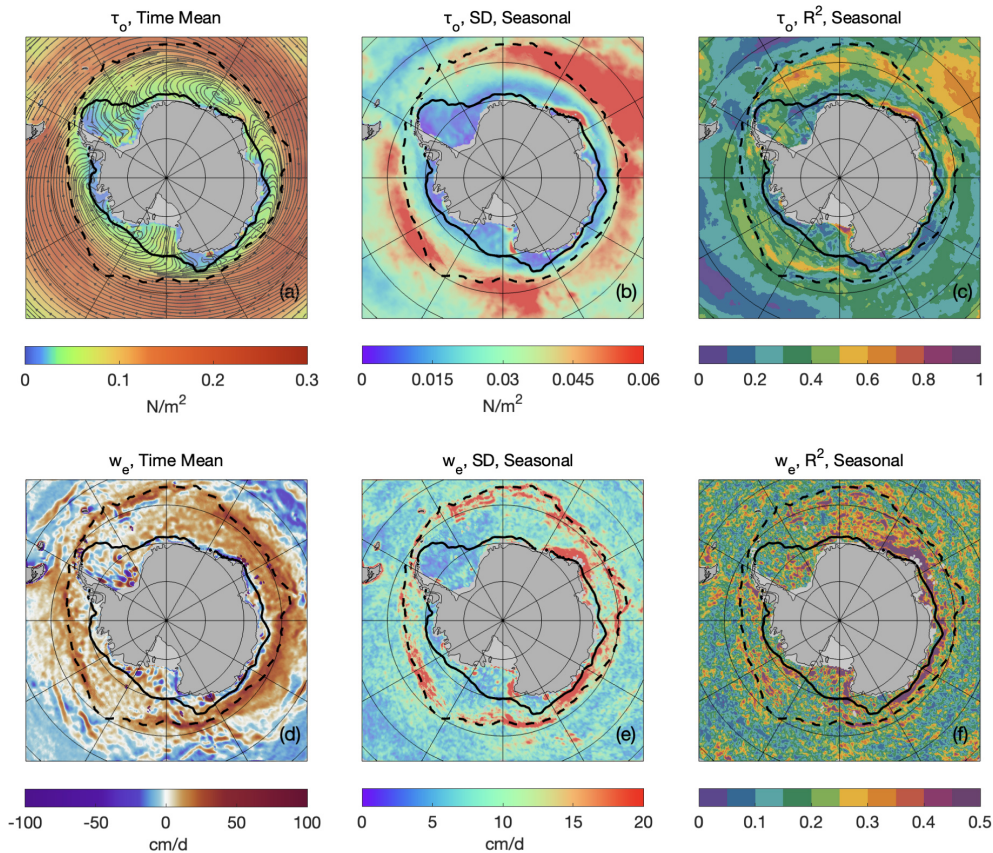 τₒ, Time Mean
τₒ, SD, Seasonal
τₒ, R², Seasonal
(a)
(b)
(c)
0 0.1 0.2 0.3
N/m²
0 0.015 0.03 0.045 0.06
N/m²
0 0.2 0.4 0.6 0.8 1
wₑ, Time Mean
wₑ, SD, Seasonal
wₑ, R², Seasonal
(d)
(e)
(f)
-100 -50 0 50 100
cm/d
0 5 10 15 20
cm/d
0 0.1 0.2 0.3 0.4 0.5